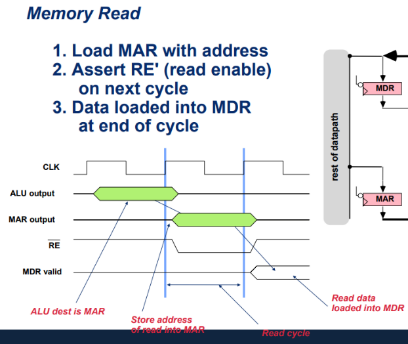 Memory Read
1. Load MAR with address
2. Assert RE' (read enable)
on next cycle
3. Data loaded into MDR
at end of cycle
MDR
rest of datapath
MAR
CLK
ALU output
MAR output
RE
MDR valid
ALU dest is MAR
Store address
of read into MAR
Read cycle
Read data
loaded into MDR